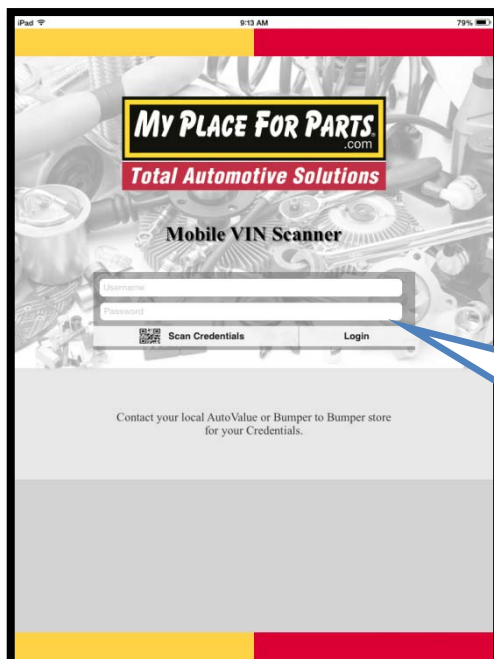 iPad 9:13 AM 79%
MY PLACE FOR PARTS.
.com
Total Automotive Solutions
Mobile VIN Scanner
Username
Password
Scan Credentials Login
Contact your local AutoValue or Bumper to Bumper store
for your Credentials.